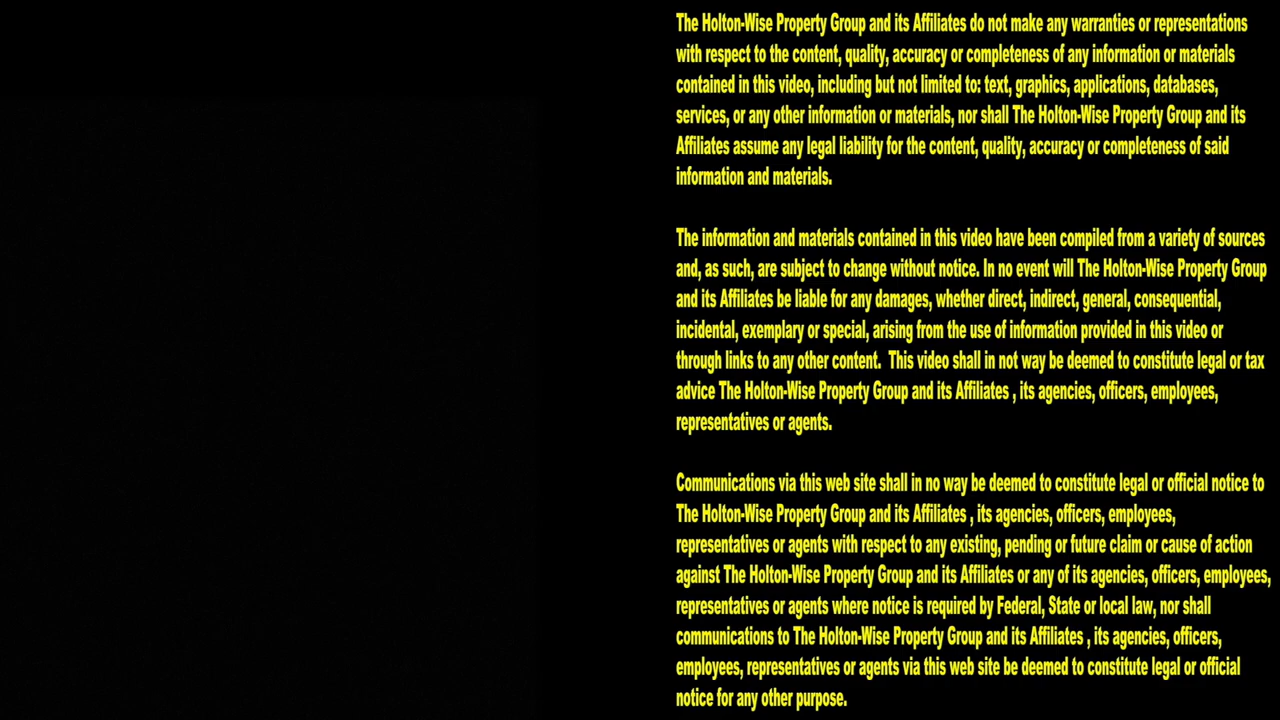 The Holton-Wise Property Group and its Affiliates do not make any warranties or representations
with respect to the content, quality, accuracy or completeness of any information or materials
contained in this video, including but not limited to: text, graphics, applications, databases,
services, or any other information or materials, nor shall The Holton-Wise Property Group and its
Affiliates assume any legal liability for the content, quality, accuracy or completeness of said
information and materials.
The information and materials contained in this video have been compiled from a variety of sources
and, as such, are subject to change without notice. In no event will The Holton-Wise Property Group
and its Affiliates be liable for any damages, whether direct, indirect, general, consequential,
incidental, exemplary or special, arising from the use of information provided in this video or
through links to any other content.  This video shall in not way be deemed to constitute legal or tax
advice The Holton-Wise Property Group and its Affiliates , its agencies, officers, employees,
representatives or agents.
Communications via this web site shall in no way be deemed to constitute legal or official notice to
The Holton-Wise Property Group and its Affiliates , its agencies, officers, employees,
representatives or agents with respect to any existing, pending or future claim or cause of action
against The Holton-Wise Property Group and its Affiliates or any of its agencies, officers, employees,
representatives or agents where notice is required by Federal, State or local law, nor shall
communications to The Holton-Wise Property Group and its Affiliates , its agencies, officers,
employees, representatives or agents via this web site be deemed to constitute legal or official
notice for any other purpose.